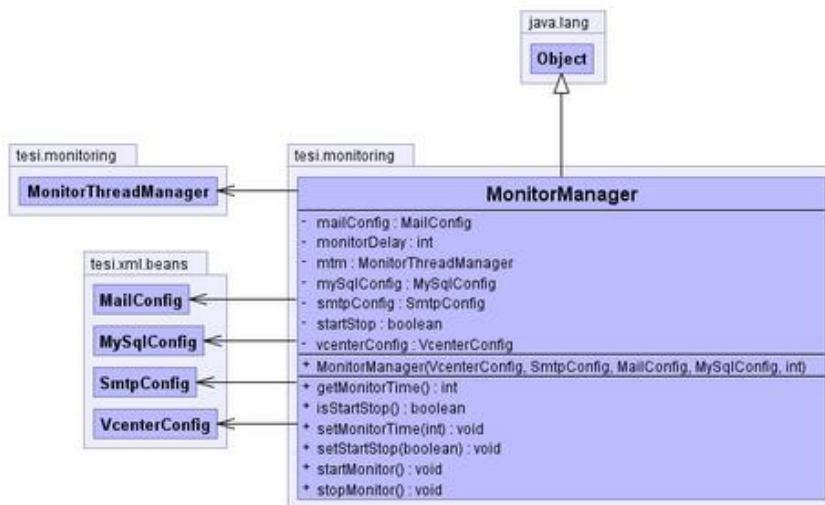 java.lang
Object
tesi.monitoring
MonitorThreadManager
tesi.monitoring
MonitorManager
- mailConfig : MailConfig
- monitorDelay : int
- mtm : MonitorThreadManager
- mySqlConfig : MySqlConfig
- smtpConfig : SmtpConfig
- startStop : boolean
- vcenterConfig : VcenterConfig
+ MonitorManager(VcenterConfig, SmtpConfig, MailConfig, MySqlConfig, int)
+ getMonitorTime() : int
+ isStartStop() : boolean
+ setMonitorTime(int) : void
+ setStartStop(boolean) : void
+ startMonitor() : void
+ stopMonitor() : void
tesi.xml.beans
MailConfig
MySqlConfig
SmtpConfig
VcenterConfig